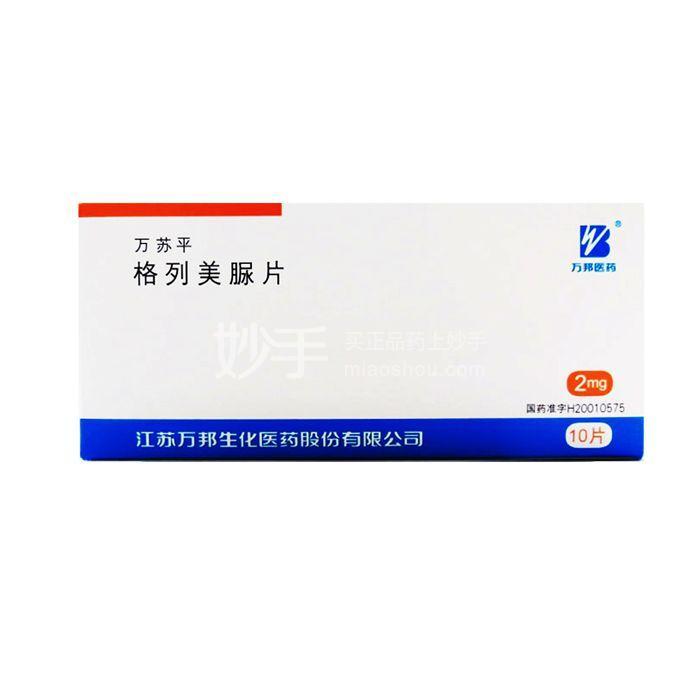 万苏平
格列美脲片
®
万邦医药
妙手
买正品药上妙手
miaoshou.com
2mg
国药准字H20010575
江苏万邦生化医药股份有限公司
10片